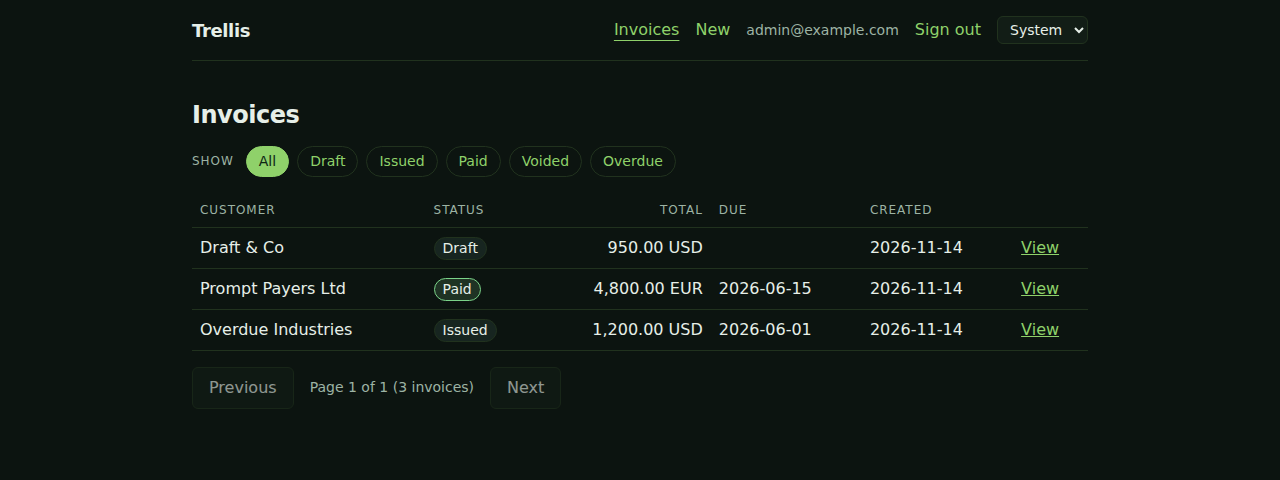 Trellis Invoices New admin@example.com Sign out System
Invoices
SHOW All Draft Issued Paid Voided Overdue
CUSTOMER STATUS TOTAL DUE CREATED
Draft & Co Draft 950.00 USD 2026-11-14 View
Prompt Payers Ltd Paid 4,800.00 EUR 2026-06-15 2026-11-14 View
Overdue Industries Issued 1,200.00 USD 2026-06-01 2026-11-14 View
Previous Page 1 of 1 (3 invoices) Next